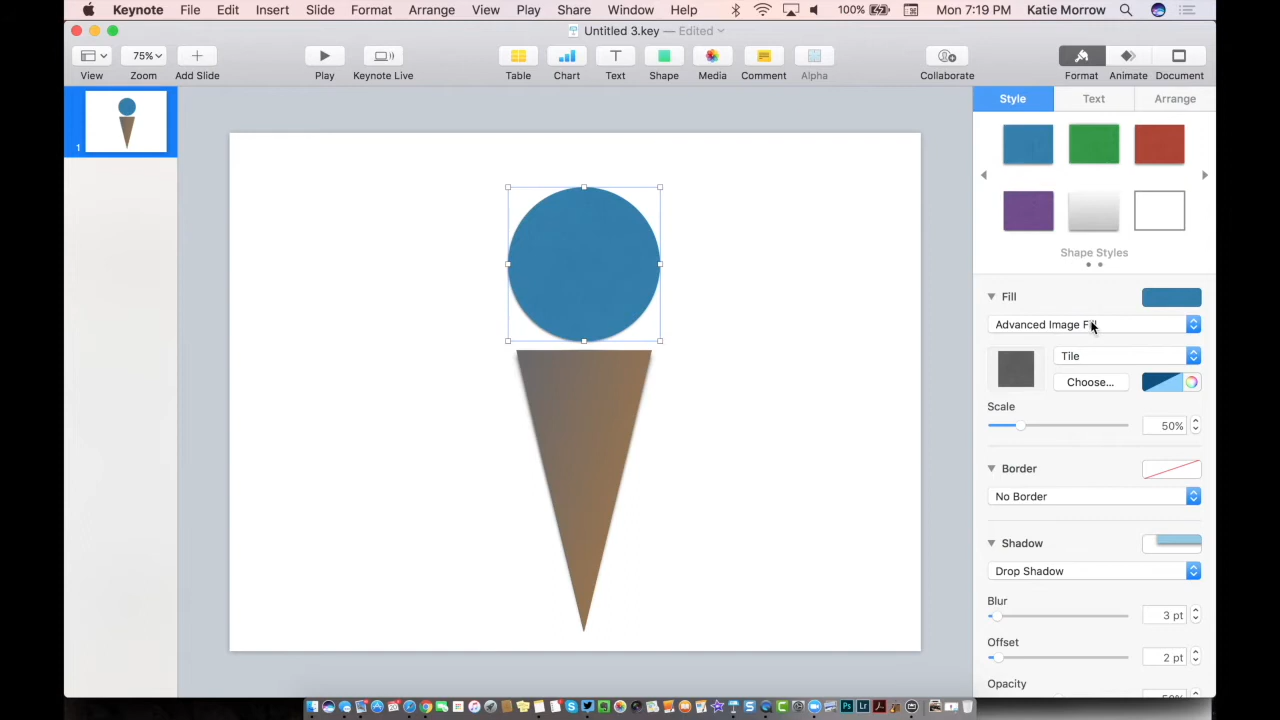 Keynote File Edit Insert Slide Format Arrange View Play Share Window Help 100% Mon 7:19 PM Katie Morrow
Untitled 3.key — Edited
75%
View Zoom Add Slide Play Keynote Live Table Chart Text Shape Media Comment Alpha Collaborate Format Animate Document
Style Text Arrange
1
Shape Styles
Fill
Advanced Image Fill
Tile
Choose...
Scale
50%
Border
No Border
Shadow
Drop Shadow
Blur
3 pt
Offset
2 pt
Opacity